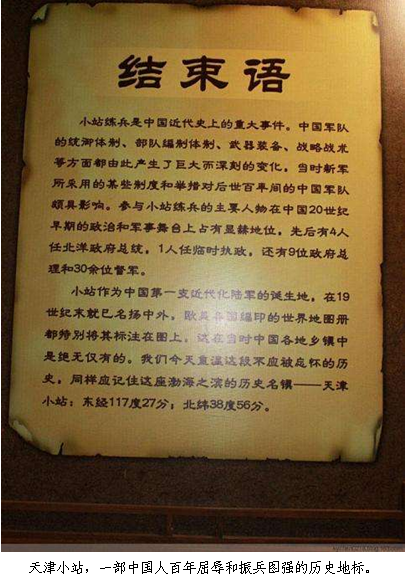 结束语
小站练兵是中国近代史上的重大事件。中国军队
的统御体制、部队编制体制、武器装备、战略战术
等方面都由此产生了巨大而深刻的变化，当时新军
所采用的某些制度和举措对后世百年间的中国军队
颇具影响。参与小站练兵的主要人物在中国20世纪
早期的政治和军事舞台上占有显赫地位，先后有4人
任北洋政府总统，1人任临时执政，还有9位政府总
理和30余位督军。
小站作为中国第一支近代化陆军的诞生地，在19
世纪末就已名扬中外，欧美各国编印的世界地图册
都特别将其标注在图上，这在当时中国各地乡镇中
是绝无仅有的。我们今天重温这段不应被忘怀的历
史，同样应记住这座渤海之滨的历史名镇——天津
小站：东经117度27分；北纬38度56分。
天津小站，一部中国人百年屈辱和振兵图强的历史地标。